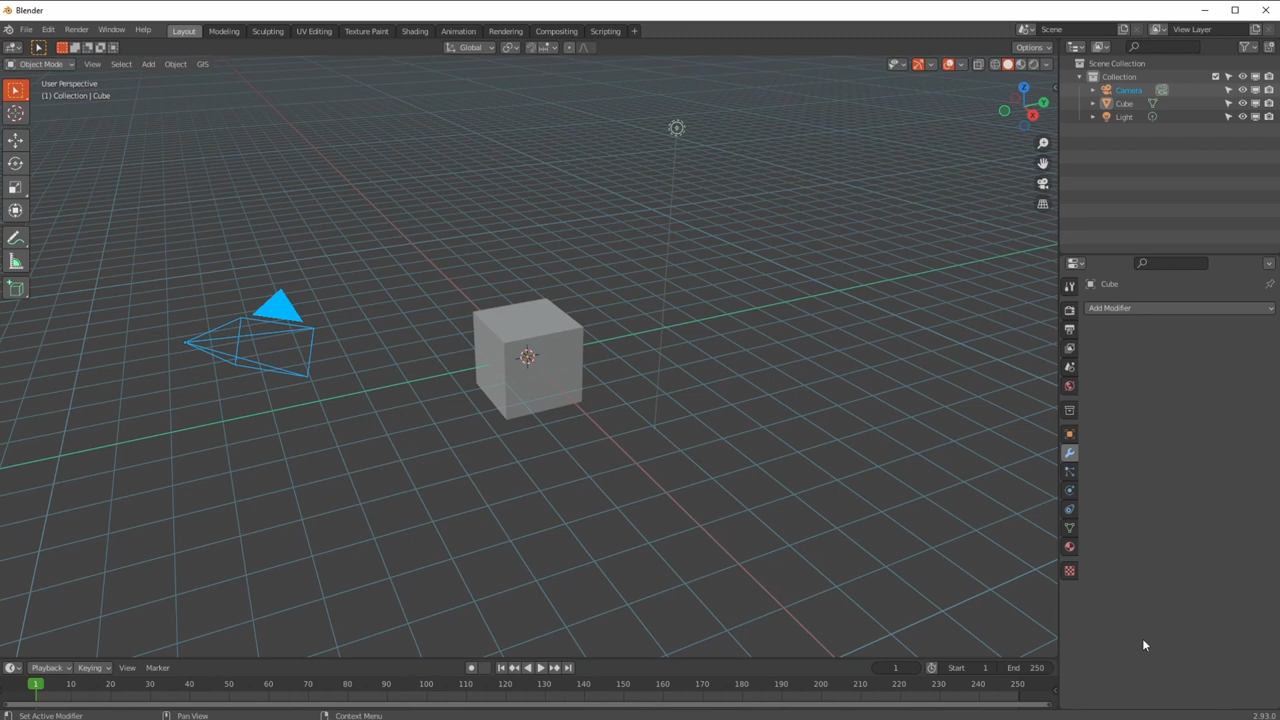 Blender
File Edit Render Window Help Layout Modeling Sculpting UV Editing Texture Paint Shading Animation Rendering Compositing Scripting + Scene View Layer
Global Options
Object Mode View Select Add Object GIS
User Perspective
(1) Collection | Cube
Z
Y
X
Scene Collection
Collection
Camera
Cube
Light
Cube
Add Modifier
Playback Keying View Marker 1 Start 1 End 250
1 10 20 30 40 50 60 70 80 90 100 110 120 130 140 150 160 170 180 190 200 210 220 230 240 250
Set Active Modifier Pan View Context Menu 2.93.0